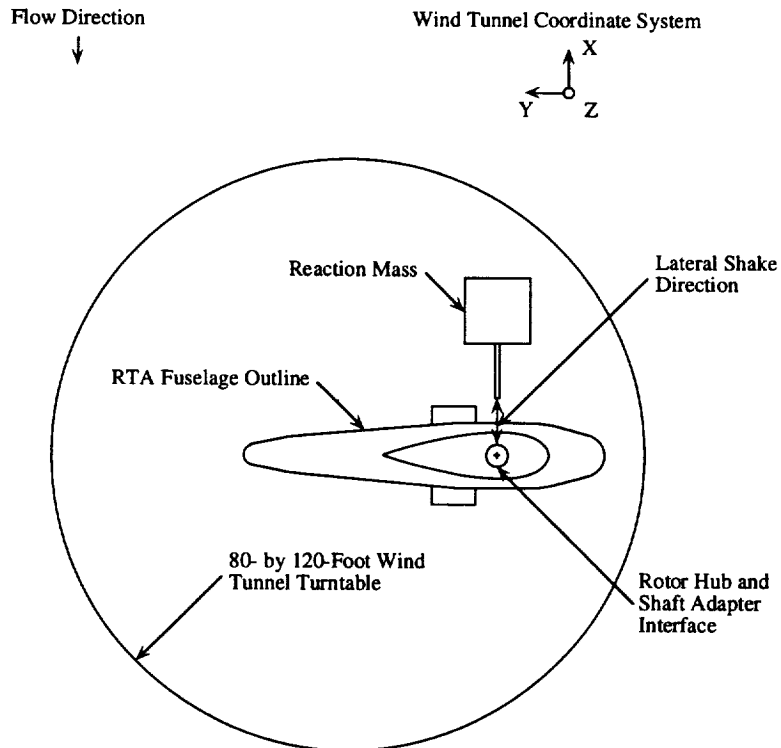 Flow Direction
Wind Tunnel Coordinate System
X
Y
Z
Reaction Mass
Lateral Shake
Direction
RTA Fuselage Outline
80- by 120-Foot Wind
Tunnel Turntable
Rotor Hub and
Shaft Adapter
Interface